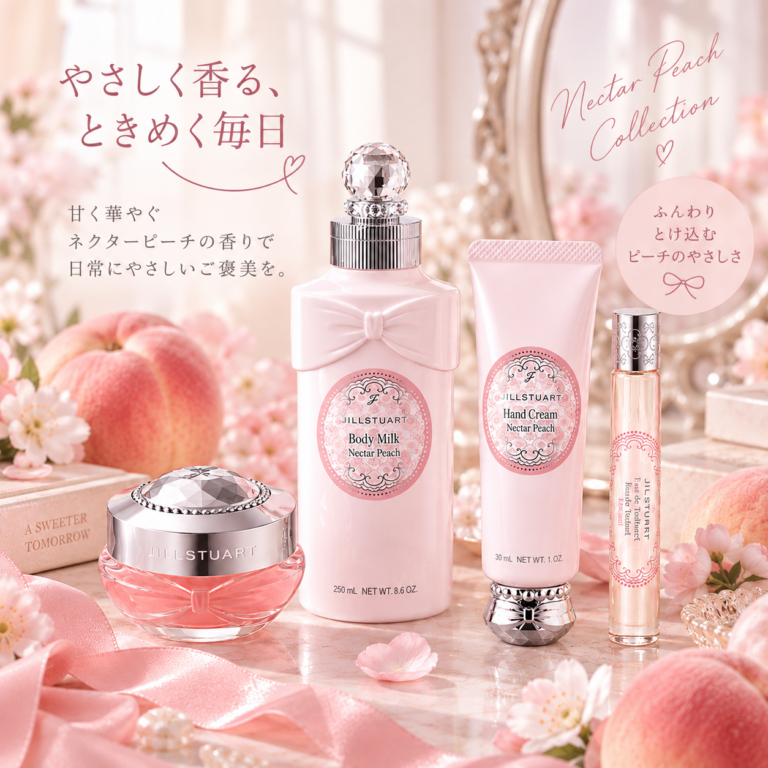 やさしく香る、
ときめく毎日
甘く華やぐ
ネクターピーチの香りで
日常にやさしいご褒美を。
Nectar Peach
Collection
ふんわり
とけ込む
ピーチのやさしさ
A SWEETER
TOMORROW
JILLSTUART
JILLSTUART
Body Milk
Nectar Peach
250 mL NET WT. 8.6 OZ.
JILLSTUART
Hand Cream
Nectar Peach
30 mL NET WT. 1. OZ.
JILSTUART